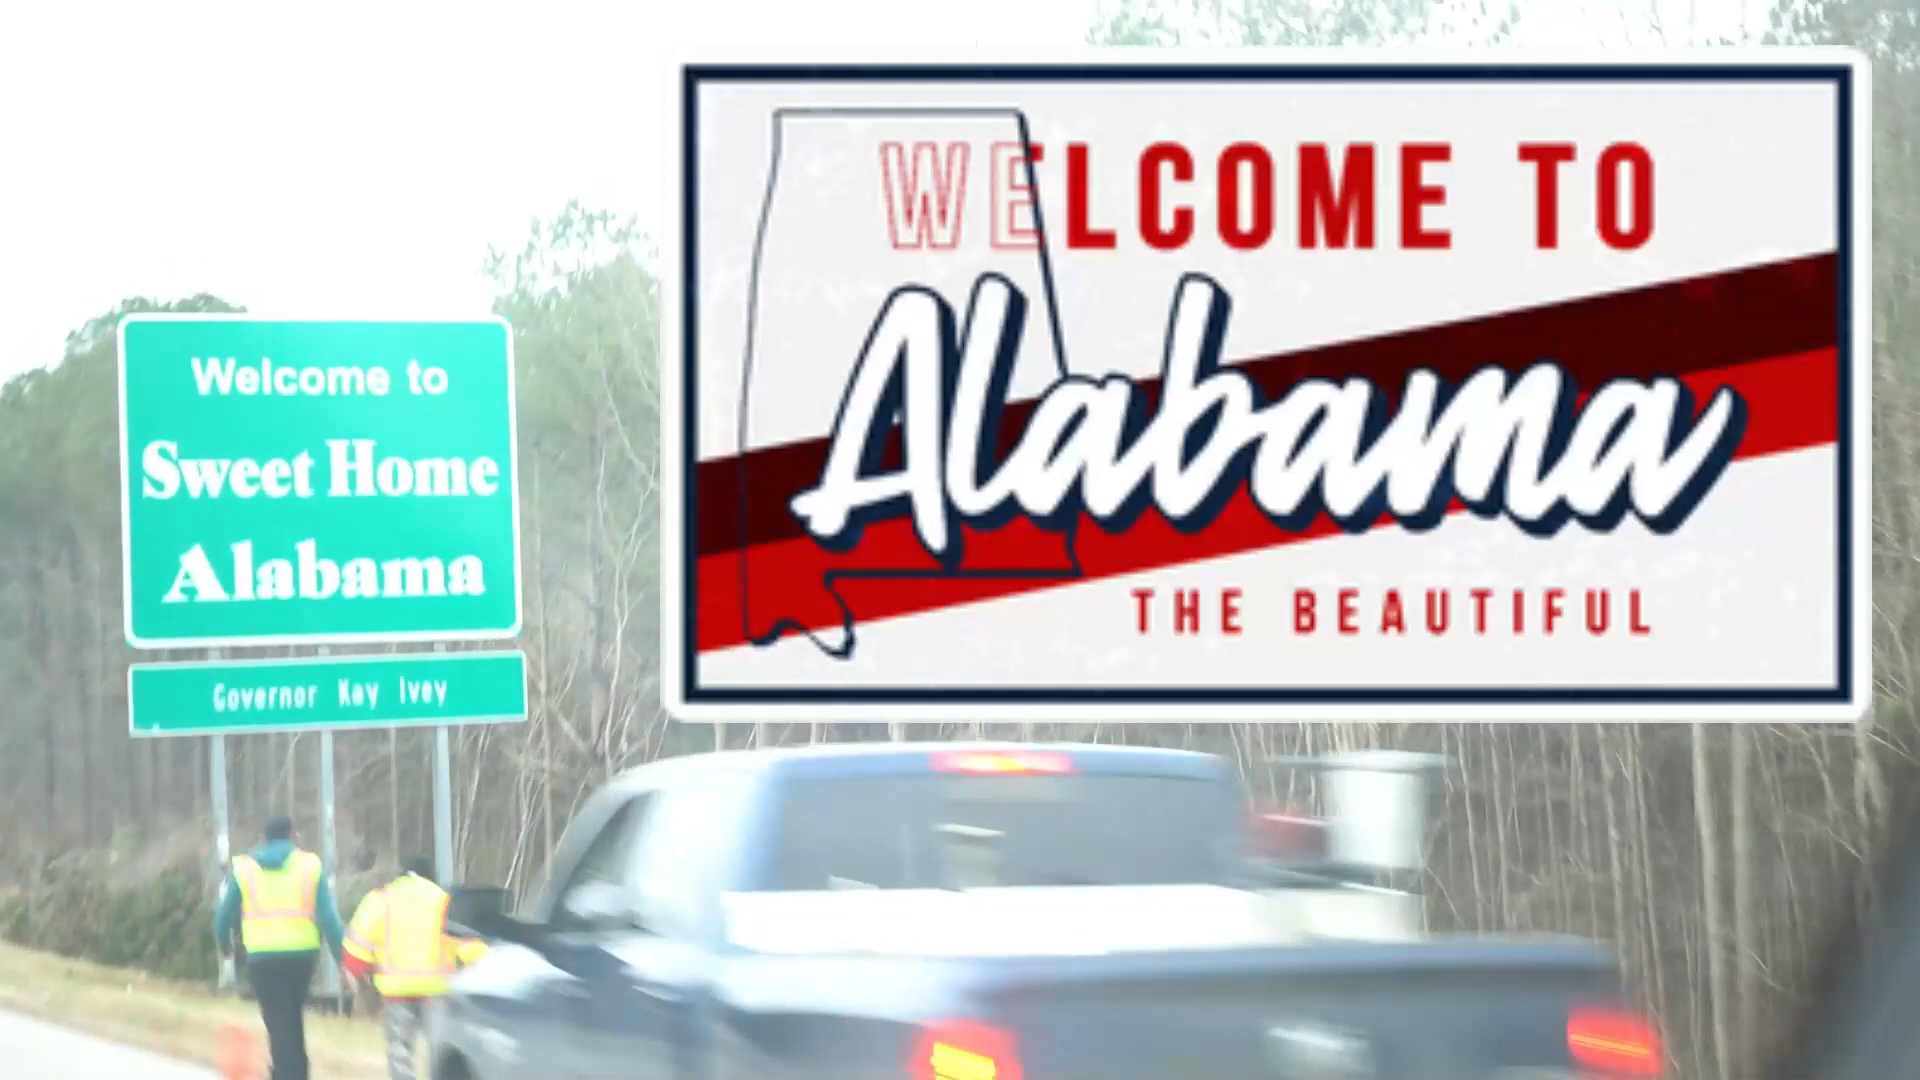 Welcome to
Sweet Home
Alabama
Governor Kay Ivey
WELCOME TO
Alabama
THE BEAUTIFUL